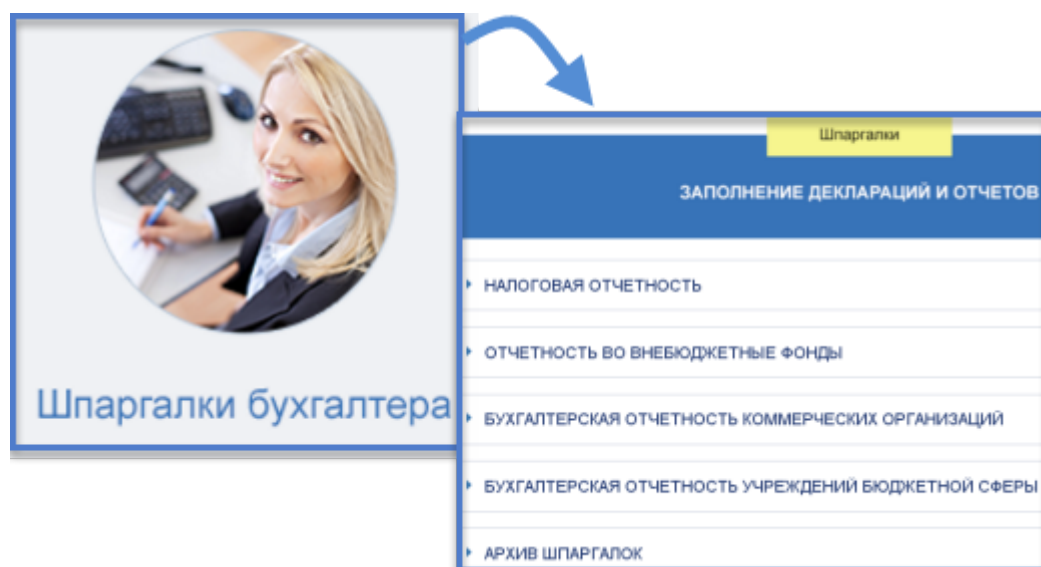 Шпаргалки бухгалтера
Шпаргалки
ЗАПОЛНЕНИЕ ДЕКЛАРАЦИЙ И ОТЧЕТОВ
НАЛОГОВАЯ ОТЧЕТНОСТЬ
ОТЧЕТНОСТЬ ВО ВНЕБЮДЖЕТНЫЕ ФОНДЫ
БУХГАЛТЕРСКАЯ ОТЧЕТНОСТЬ КОММЕРЧЕСКИХ ОРГАНИЗАЦИЙ
БУХГАЛТЕРСКАЯ ОТЧЕТНОСТЬ УЧРЕЖДЕНИЙ БЮДЖЕТНОЙ СФЕРЫ
АРХИВ ШПАРГАЛОК